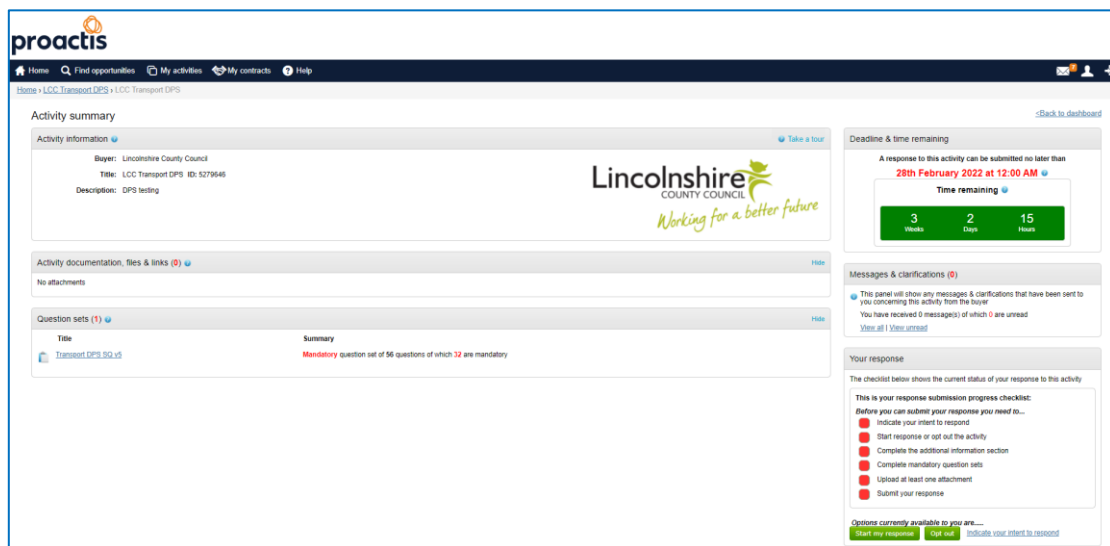 proactis
Home Find opportunities My activities My contracts Help
Home › LCC Transport DPS › LCC Transport DPS
Activity summary
<Back to dashboard
Activity information
Take a tour
Buyer: Lincolnshire County Council
Title: LCC Transport DPS ID: 5279646
Description: DPS testing
Lincolnshire
COUNTY COUNCIL
Working for a better future
Activity documentation, files & links (0)
Hide
No attachments
Question sets (1)
Hide
Title Summary
Transport DPS SQ v5 Mandatory question set of 56 questions of which 32 are mandatory
Deadline & time remaining
A response to this activity can be submitted no later than
28th February 2022 at 12:00 AM
Time remaining
3 2 15
Weeks Days Hours
Messages & clarifications (0)
This panel will show any messages & clarifications that have been sent to
you concerning this activity from the buyer
You have received 0 message(s) of which 0 are unread
View all | View unread
Your response
The checklist below shows the current status of your response to this activity
This is your response submission progress checklist:
Before you can submit your response you need to...
Indicate your intent to respond
Start response or opt out the activity
Complete the additional information section
Complete mandatory question sets
Upload at least one attachment
Submit your response
Options currently available to you are.....
Start my response Opt out Indicate your intent to respond